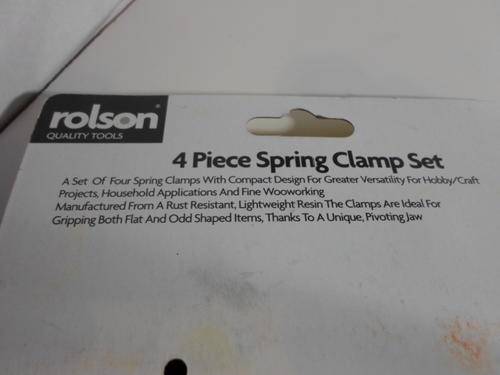 rolson®
QUALITY TOOLS
4 Piece Spring Clamp Set
A Set Of Four Spring Clamps With Compact Design For Greater Versatility For Hobby/Craft
Projects, Household Applications And Fine Wooworking
Manufactured From A Rust Resistant, Lightweight Resin The Clamps Are Ideal For
Gripping Both Flat And Odd Shaped Items, Thanks To A Unique, Pivoting Jaw